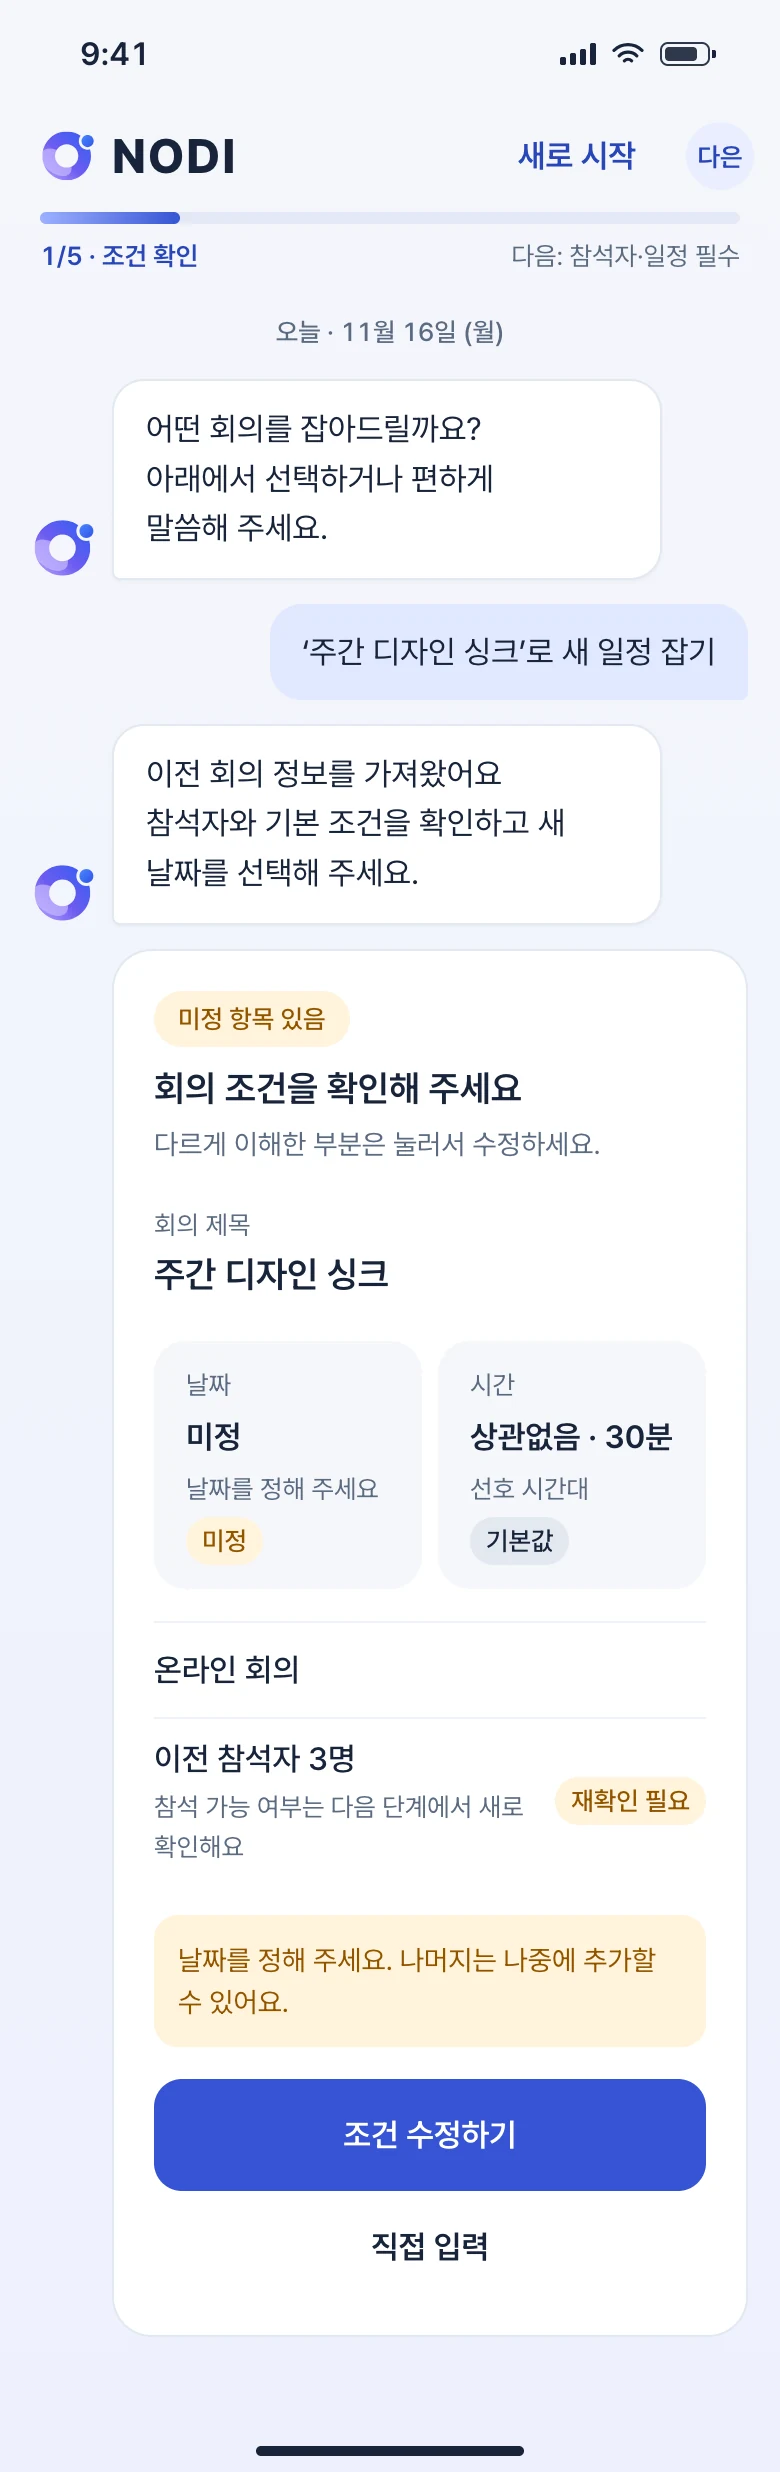 9:41
NODI
새로 시작
다은
1/5 · 조건 확인
다음: 참석자·일정 필수
오늘 · 11월 16일 (월)
어떤 회의를 잡아드릴까요?
아래에서 선택하거나 편하게
말씀해 주세요.
‘주간 디자인 싱크’로 새 일정 잡기
이전 회의 정보를 가져왔어요
참석자와 기본 조건을 확인하고 새
날짜를 선택해 주세요.
미정 항목 있음
회의 조건을 확인해 주세요
다르게 이해한 부분은 눌러서 수정하세요.
회의 제목
주간 디자인 싱크
날짜
미정
날짜를 정해 주세요
미정
시간
상관없음 · 30분
선호 시간대
기본값
온라인 회의
이전 참석자 3명
참석 가능 여부는 다음 단계에서 새로
확인해요
재확인 필요
날짜를 정해 주세요. 나머지는 나중에 추가할
수 있어요.
조건 수정하기
직접 입력